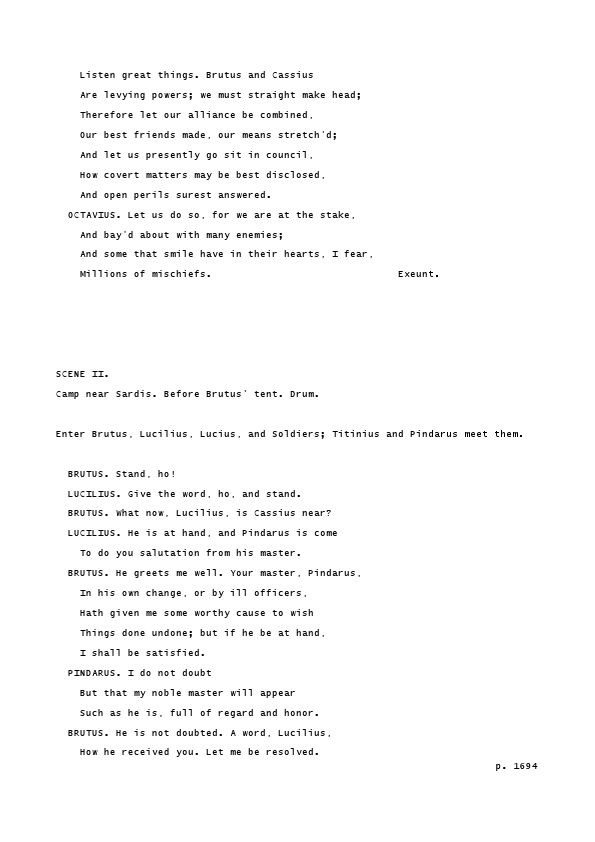 Listen great things. Brutus and Cassius
Are levying powers; we must straight make head;
Therefore let our alliance be combined,
Our best friends made, our means stretch'd;
And let us presently go sit in council,
How covert matters may be best disclosed,
And open perils surest answered.
OCTAVIUS. Let us do so, for we are at the stake,
And bay'd about with many enemies;
And some that smile have in their hearts, I fear,
Millions of mischiefs. Exeunt.
SCENE II.
Camp near Sardis. Before Brutus' tent. Drum.
Enter Brutus, Lucilius, Lucius, and Soldiers; Titinius and Pindarus meet them.
BRUTUS. Stand, ho!
LUCILIUS. Give the word, ho, and stand.
BRUTUS. What now, Lucilius, is Cassius near?
LUCILIUS. He is at hand, and Pindarus is come
To do you salutation from his master.
BRUTUS. He greets me well. Your master, Pindarus,
In his own change, or by ill officers,
Hath given me some worthy cause to wish
Things done undone; but if he be at hand,
I shall be satisfied.
PINDARUS. I do not doubt
But that my noble master will appear
Such as he is, full of regard and honor.
BRUTUS. He is not doubted. A word, Lucilius,
How he received you. Let me be resolved.
p. 1694